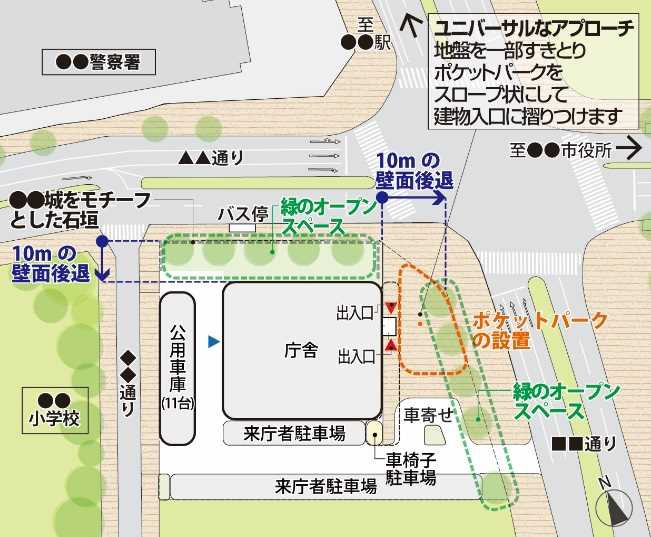 至
●●駅
ユニバーサルなアプローチ
地盤を一部すきとり
ポケットパークを
スロープ状にして
建物入口に摺りつけます
●●警察署
▲▲通り
至●●市役所
10m の
壁面後退
●●城をモチーフ
とした石垣
バス停
緑のオープン
スペース
10m の
壁面後退
出入口
ポケットパーク
の設置
公用車庫
(11台)
庁舎
出入口
◆◆通り
●●
小学校
緑のオープン
スペース
車寄せ
来庁者駐車場
車椅子
駐車場
■■通り
来庁者駐車場
N